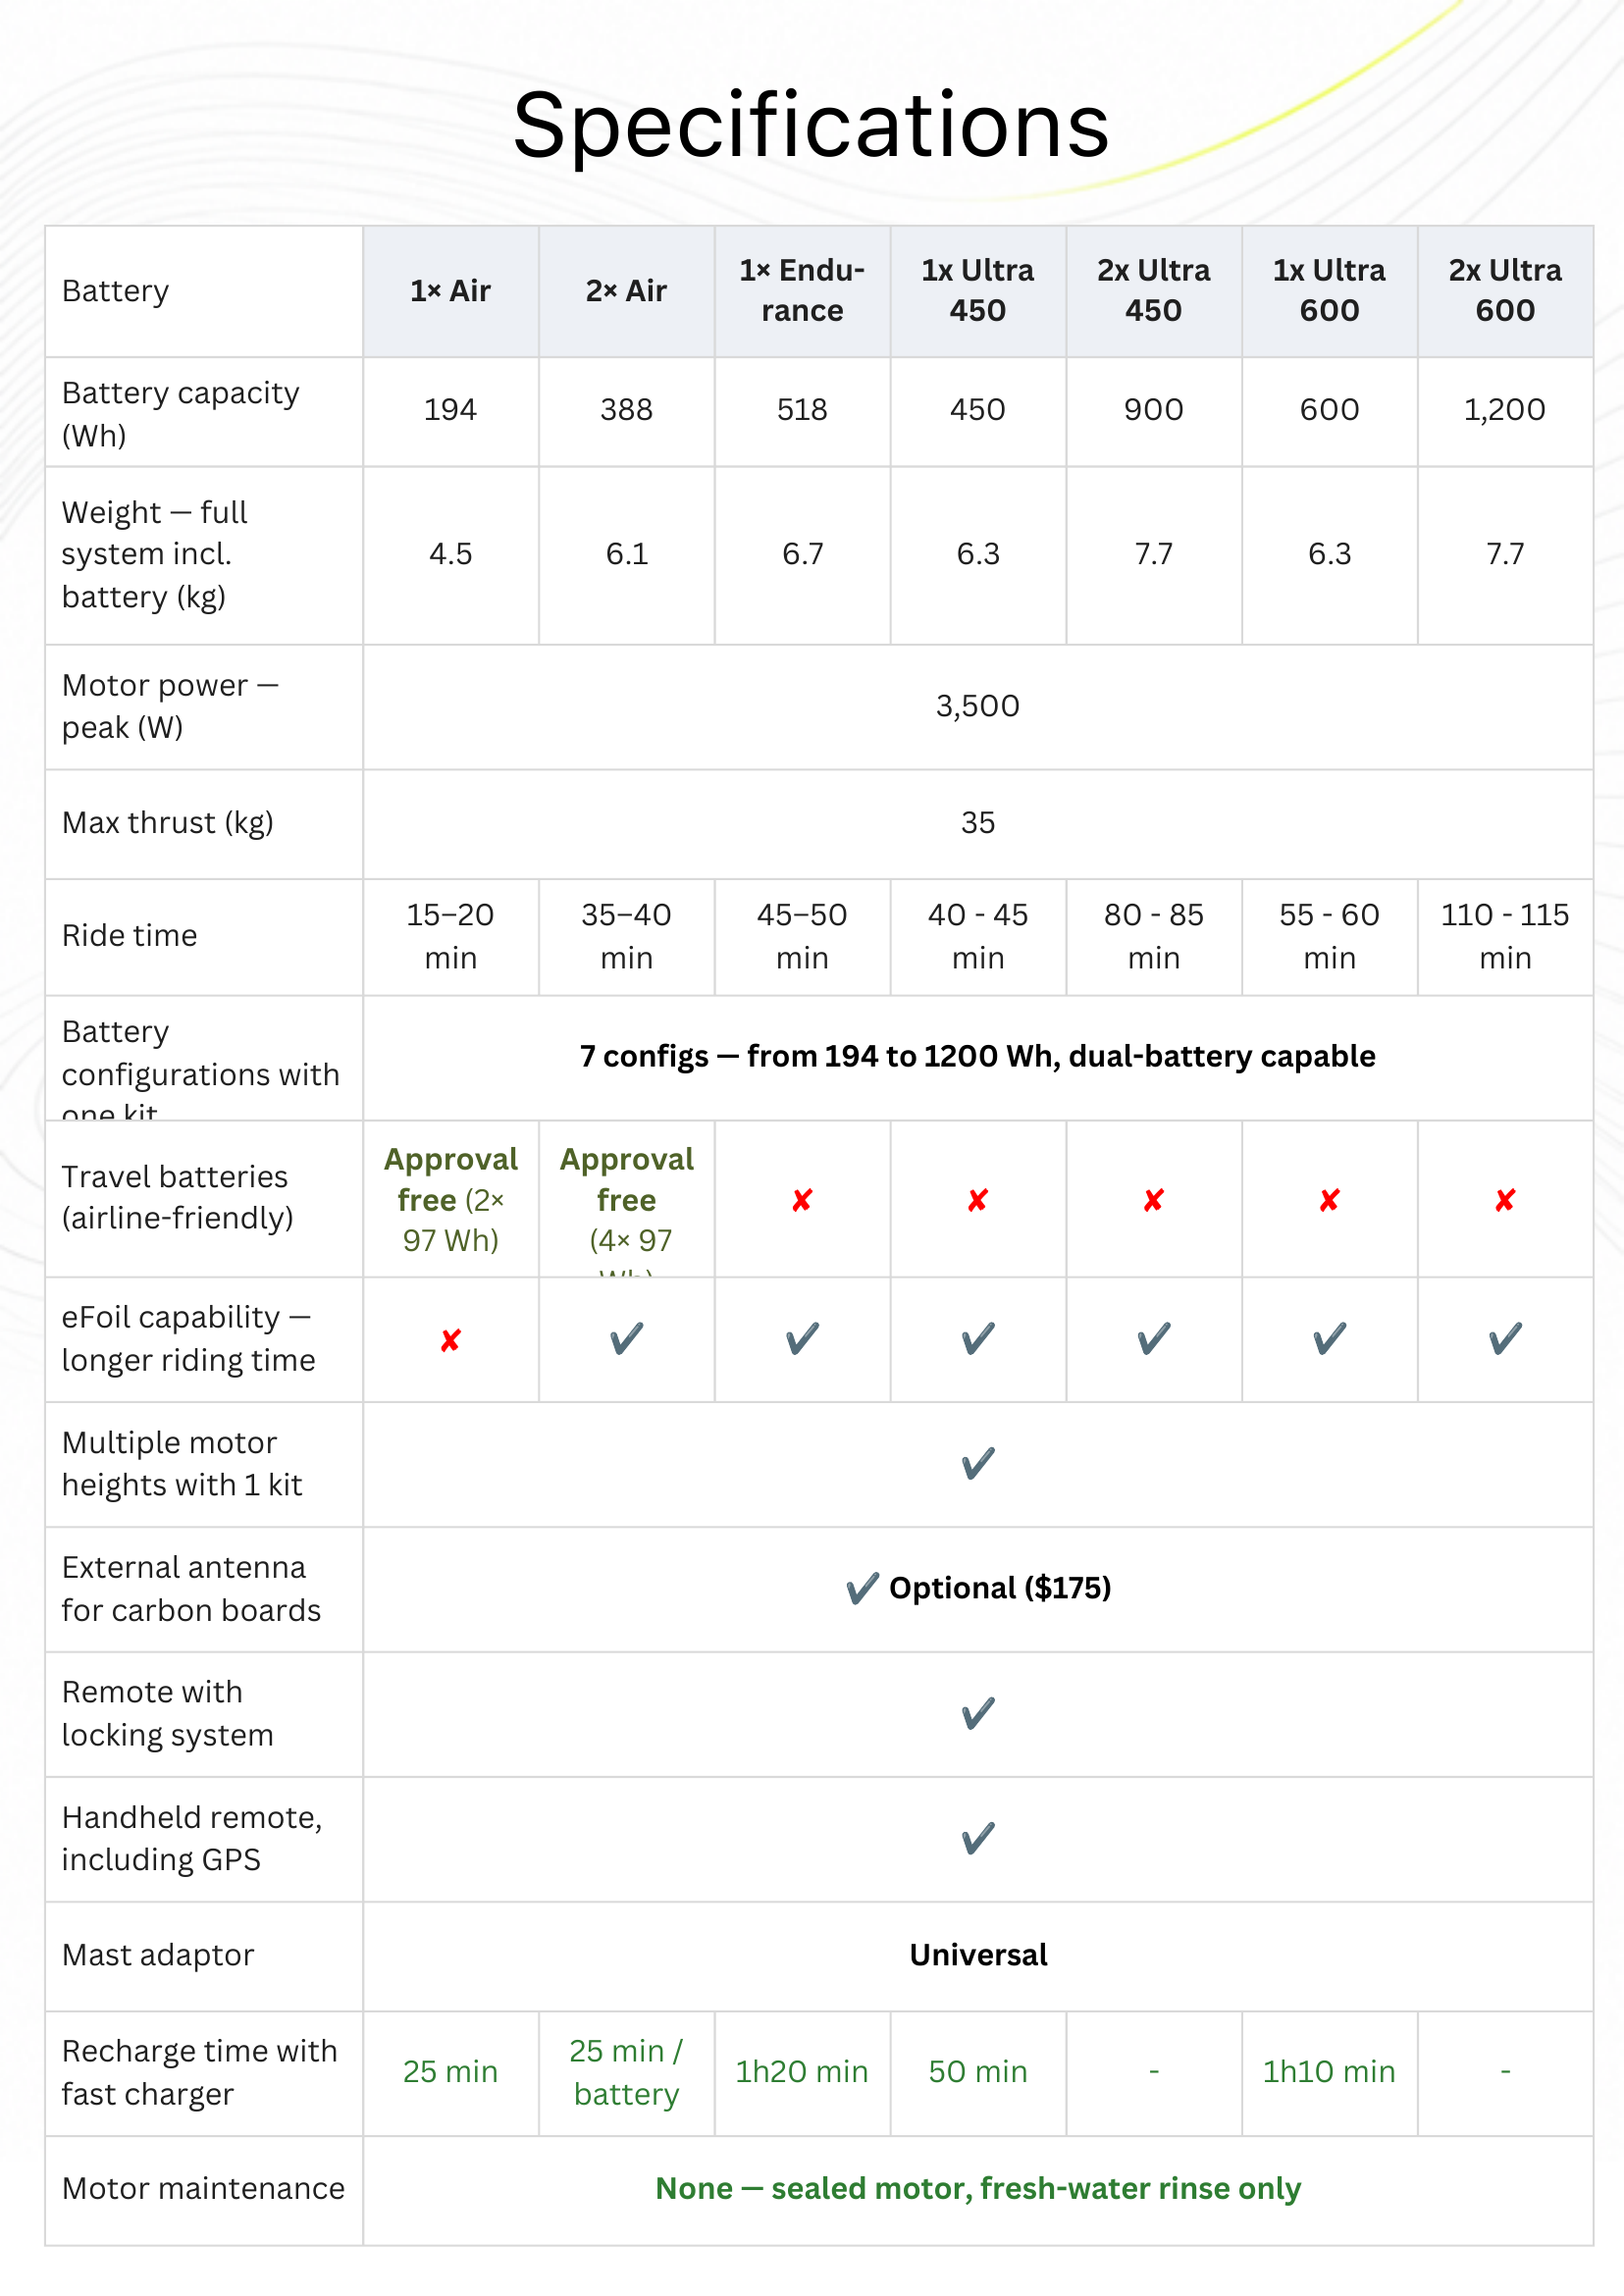 Specifications
Battery
1× Air
2× Air
1× Endu-
rance
1x Ultra
450
2x Ultra
450
1x Ultra
600
2x Ultra
600
Battery capacity
(Wh)
194
388
518
450
900
600
1,200
Weight — full
system incl.
battery (kg)
4.5
6.1
6.7
6.3
7.7
6.3
7.7
Motor power —
peak (W)
3,500
Max thrust (kg)
35
Ride time
15–20
min
35–40
min
45–50
min
40 - 45
min
80 - 85
min
55 - 60
min
110 - 115
min
Battery
configurations with
one kit
7 configs — from 194 to 1200 Wh, dual-battery capable
Travel batteries
(airline-friendly)
Approval
free (2×
97 Wh)
Approval
free
(4× 97
Wh)
✘
✘
✘
✘
✘
eFoil capability —
longer riding time
✘
✔
✔
✔
✔
✔
✔
Multiple motor
heights with 1 kit
✔
External antenna
for carbon boards
✔ Optional ($175)
Remote with
locking system
✔
Handheld remote,
including GPS
✔
Mast adaptor
Universal
Recharge time with
fast charger
25 min
25 min /
battery
1h20 min
50 min
-
1h10 min
-
Motor maintenance
None — sealed motor, fresh-water rinse only